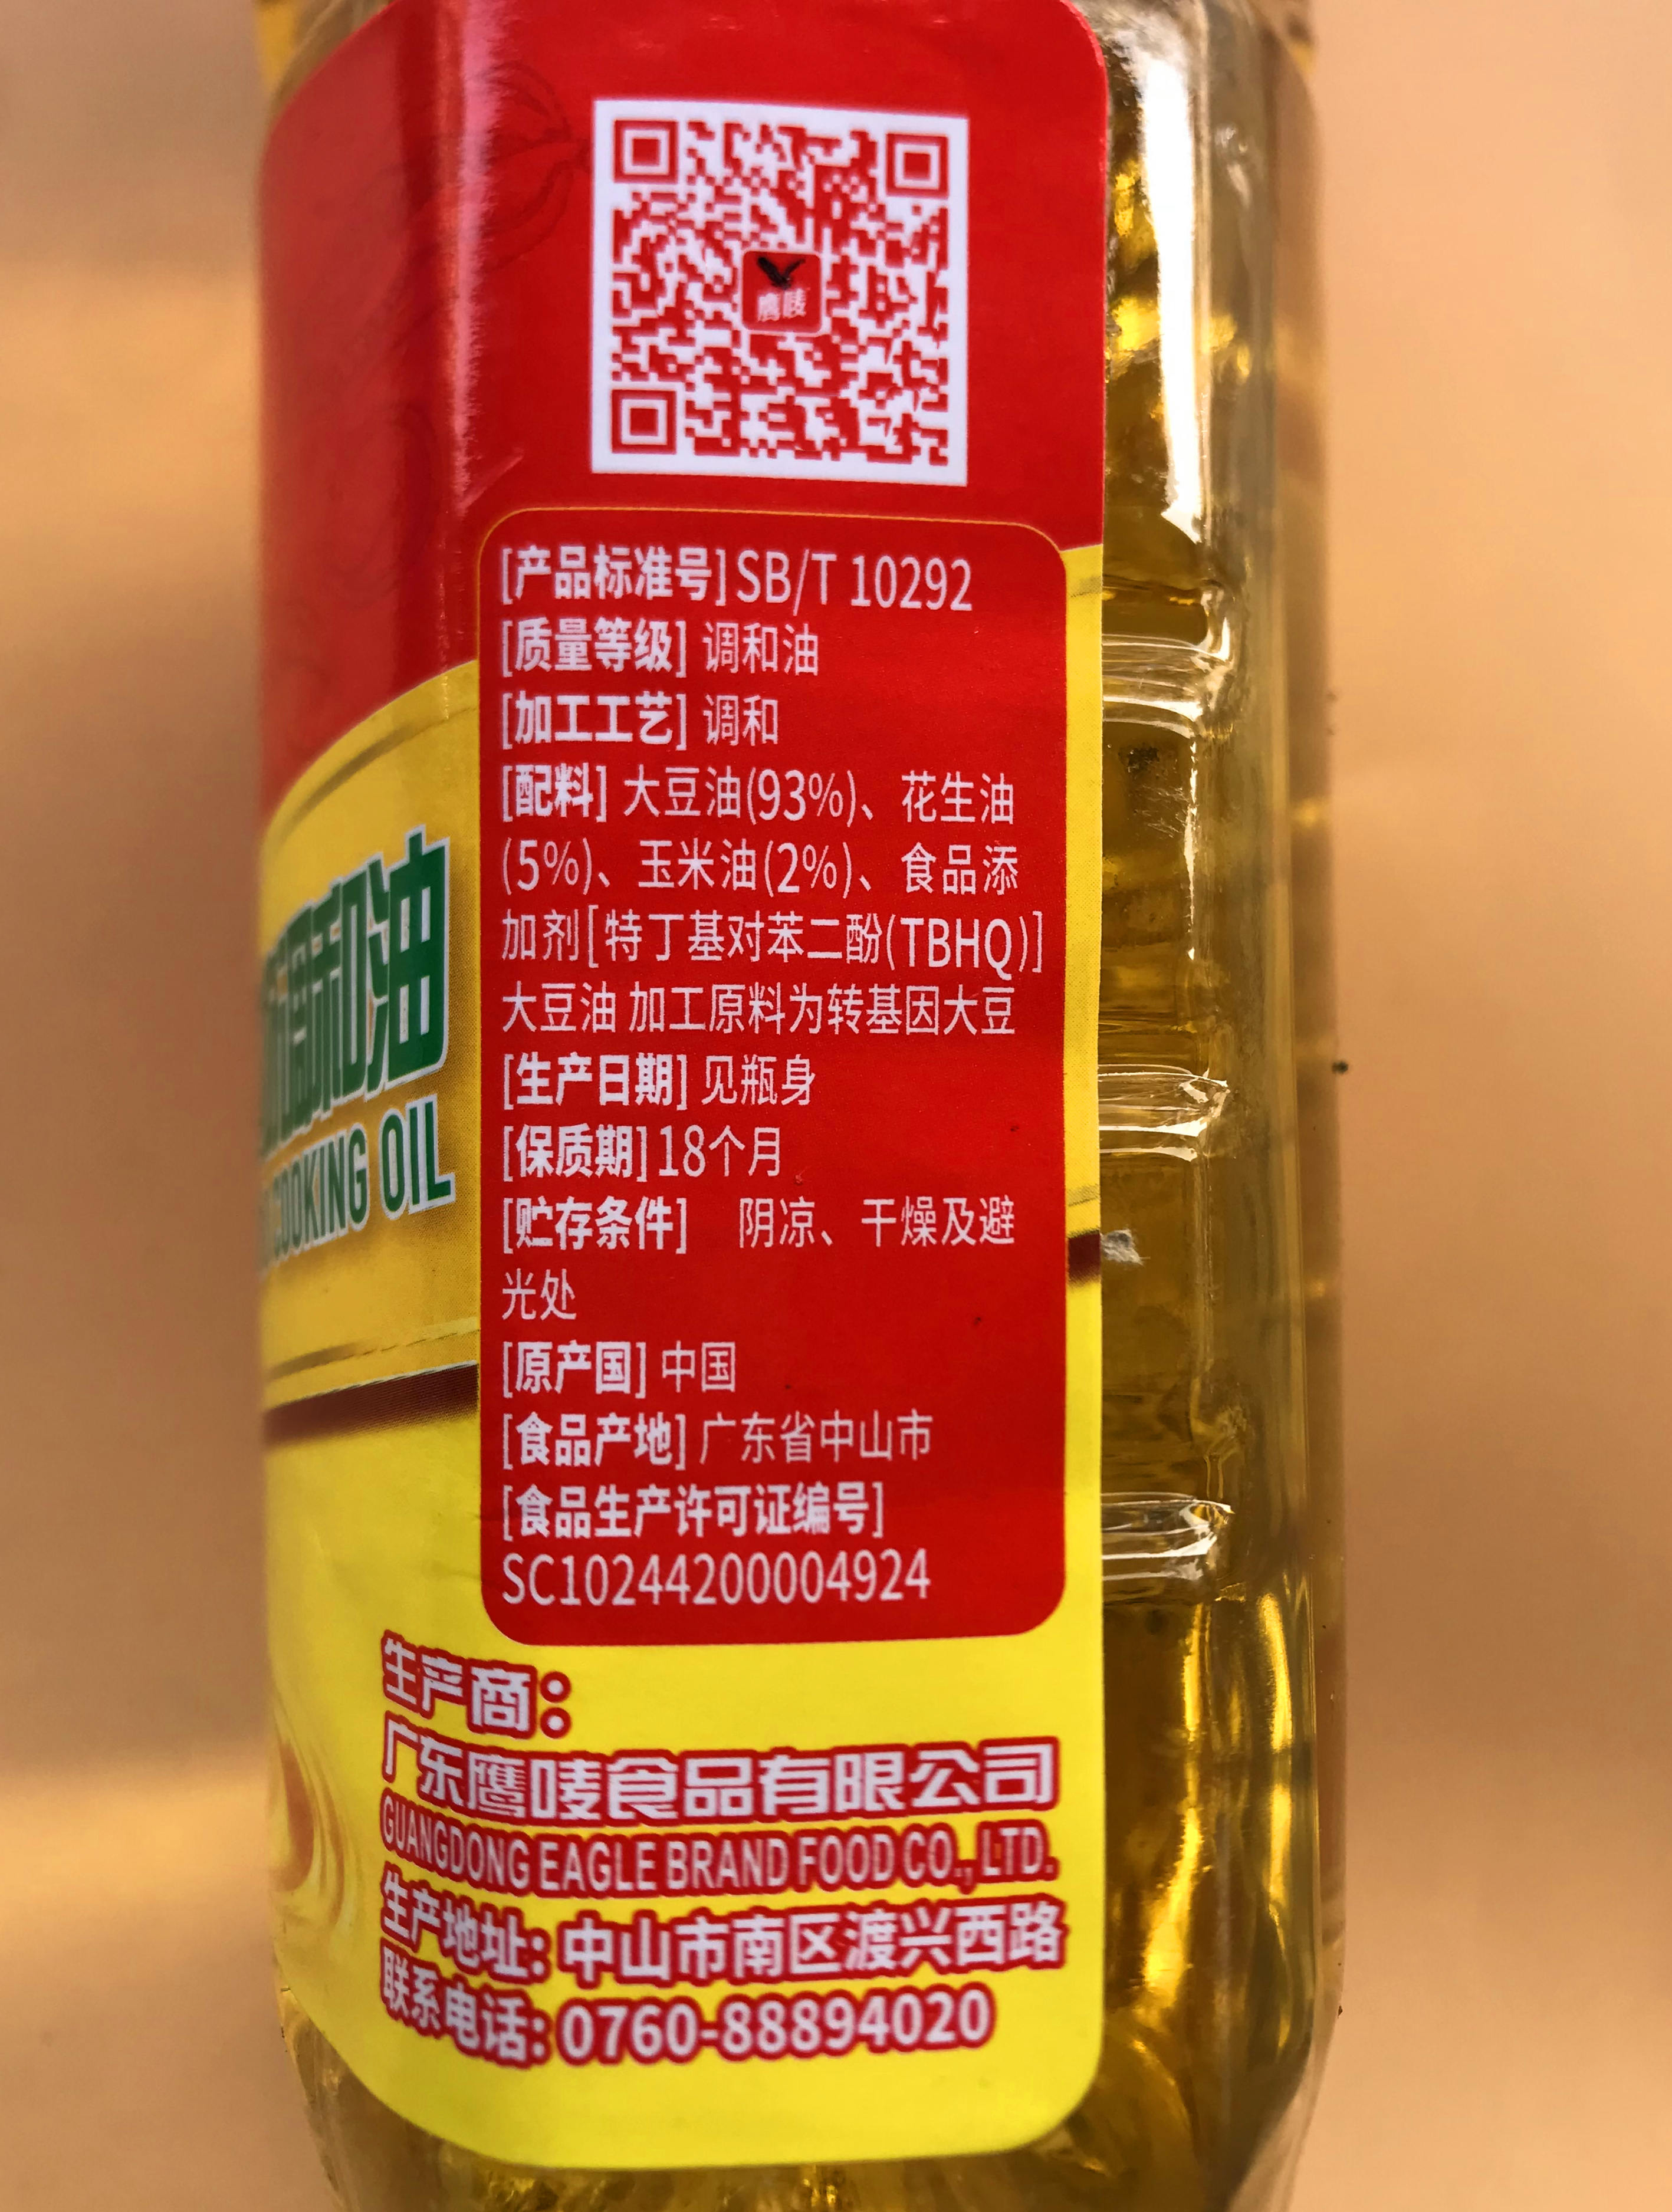 鹰唛
[产品标准号]SB/T 10292
[质量等级] 调和油
[加工工艺] 调和
[配料] 大豆油(93%)、花生油
(5%)、玉米油(2%)、食品添
加剂[特丁基对苯二酚(TBHQ)]
大豆油 加工原料为转基因大豆
[生产日期] 见瓶身
[保质期]18个月
[贮存条件] 阴凉、干燥及避
光处
[原产国] 中国
[食品产地] 广东省中山市
[食品生产许可证编号]
SC10244200004924
调和油
COOKING OIL
生产商：
广东鹰唛食品有限公司
GUANGDONG EAGLE BRAND FOOD CO., LTD.
生产地址: 中山市南区渡兴西路
联系电话: 0760-88894020